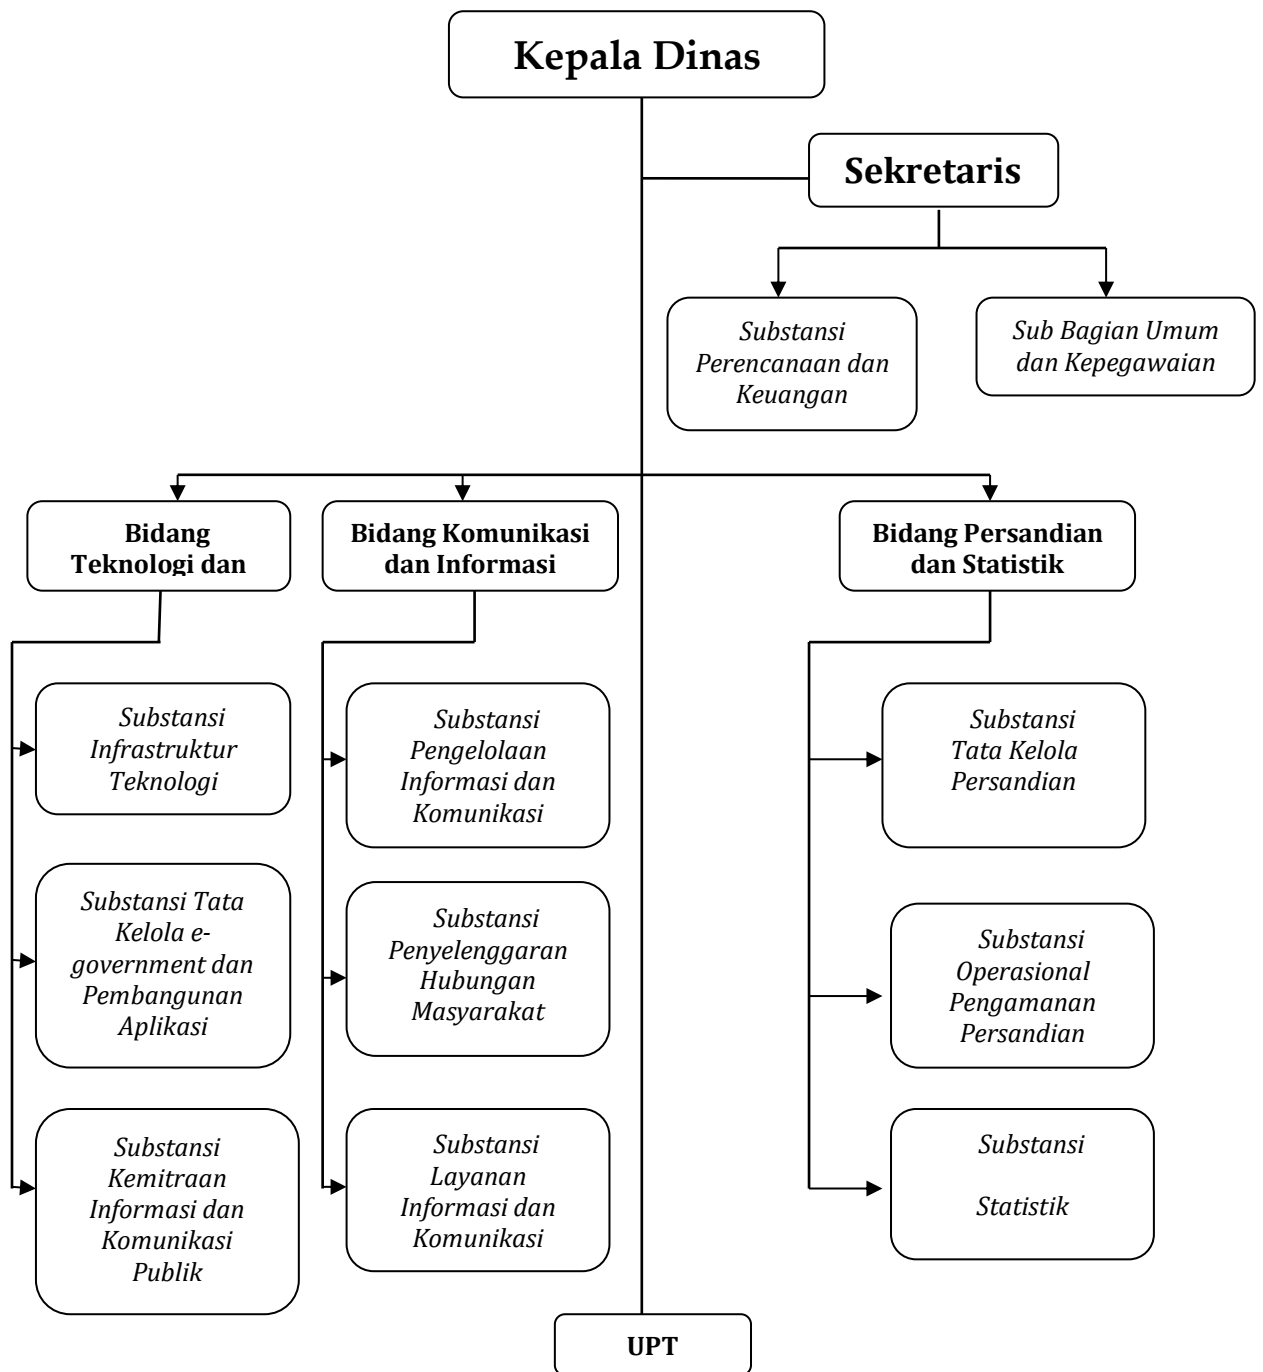 Kepala Dinas
Sekretaris
Substansi
Perencanaan dan
Keuangan
Sub Bagian Umum
dan Kepegawaian
Bidang
Teknologi dan
Bidang Komunikasi
dan Informasi
Bidang Persandian
dan Statistik
Substansi
Infrastruktur
Teknologi
Substansi Tata
Kelola e-
government dan
Pembangunan
Aplikasi
Substansi
Kemitraan
Informasi dan
Komunikasi
Publik
Substansi
Pengelolaan
Informasi dan
Komunikasi
Substansi
Penyelenggaran
Hubungan
Masyarakat
Substansi
Layanan
Informasi dan
Komunikasi
Substansi
Tata Kelola
Persandian
Substansi
Operasional
Pengamanan
Persandian
Substansi
Statistik
UPT